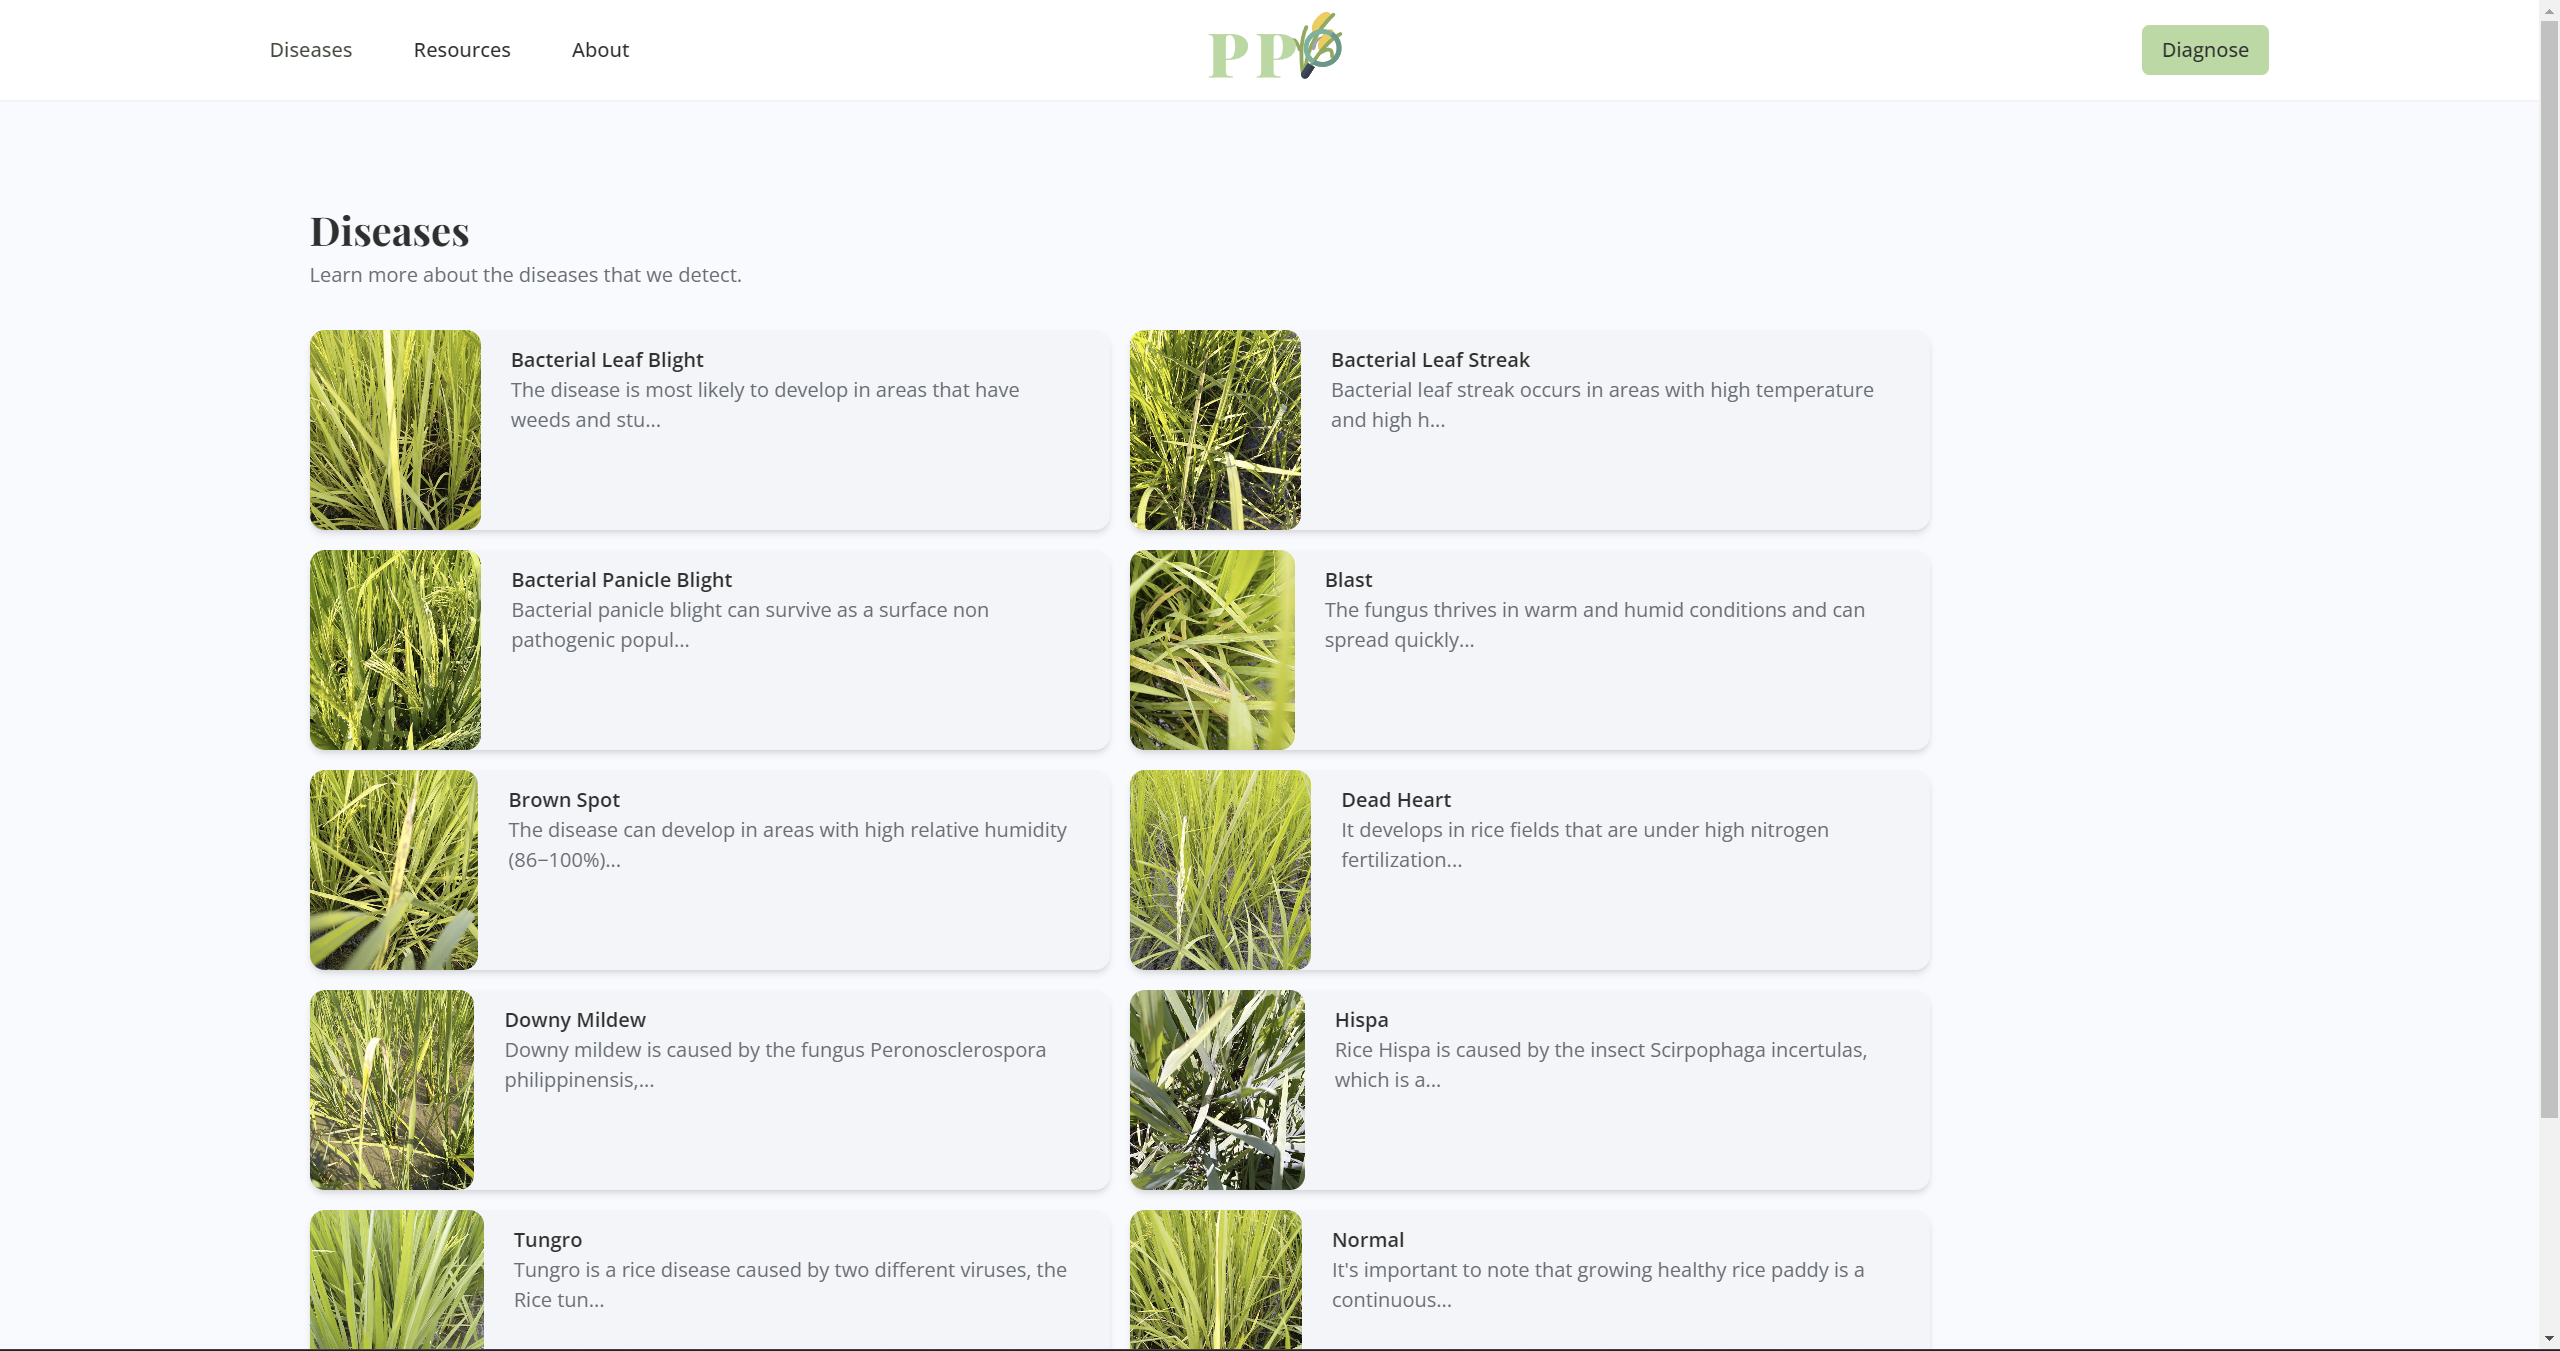 Diseases
Resources
About
PP
Diagnose
Diseases
Learn more about the diseases that we detect.
Bacterial Leaf Blight
The disease is most likely to develop in areas that have
weeds and stu...
Bacterial Leaf Streak
Bacterial leaf streak occurs in areas with high temperature
and high h...
Bacterial Panicle Blight
Bacterial panicle blight can survive as a surface non
pathogenic popul...
Blast
The fungus thrives in warm and humid conditions and can
spread quickly...
Brown Spot
The disease can develop in areas with high relative humidity
(86−100%)...
Dead Heart
It develops in rice fields that are under high nitrogen
fertilization...
Downy Mildew
Downy mildew is caused by the fungus Peronosclerospora
philippinensis,...
Hispa
Rice Hispa is caused by the insect Scirpophaga incertulas,
which is a...
Tungro
Tungro is a rice disease caused by two different viruses, the
Rice tun...
Normal
It's important to note that growing healthy rice paddy is a
continuous...